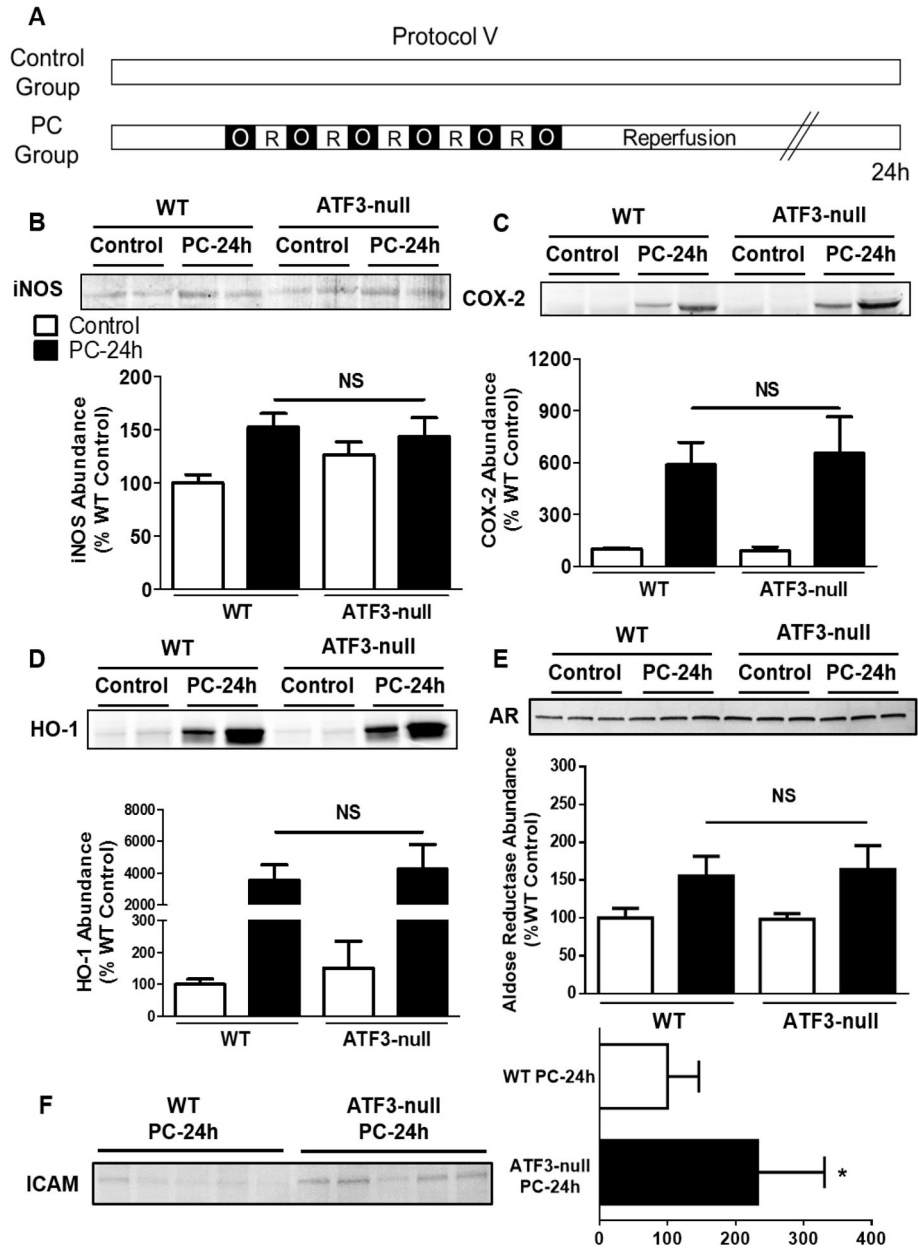 A
Protocol V
Control
Group
PC
Group
O R O R O R O R O R O Reperfusion
24h
B
WT ATF3-null
Control PC-24h Control PC-24h
iNOS
Control
PC-24h
200
150
100
50
0
iNOS Abundance
(% WT Control)
NS
WT ATF3-null
C
WT ATF3-null
Control PC-24h Control PC-24h
COX-2
1200
900
600
300
0
COX-2 Abundance
(% WT Control)
NS
WT ATF3-null
D
WT ATF3-null
Control PC-24h Control PC-24h
HO-1
8000
6000
4000
2000
300
200
100
0
HO-1 Abundance
(% WT Control)
NS
WT ATF3-null
E
WT ATF3-null
Control PC-24h Control PC-24h
AR
300
250
200
150
100
50
0
Aldose Reductase Abundance
(%WT Control)
NS
WT ATF3-null
F
WT ATF3-null
PC-24h PC-24h
ICAM
WT PC-24h
ATF3-null
PC-24h
*
0 100 200 300 400